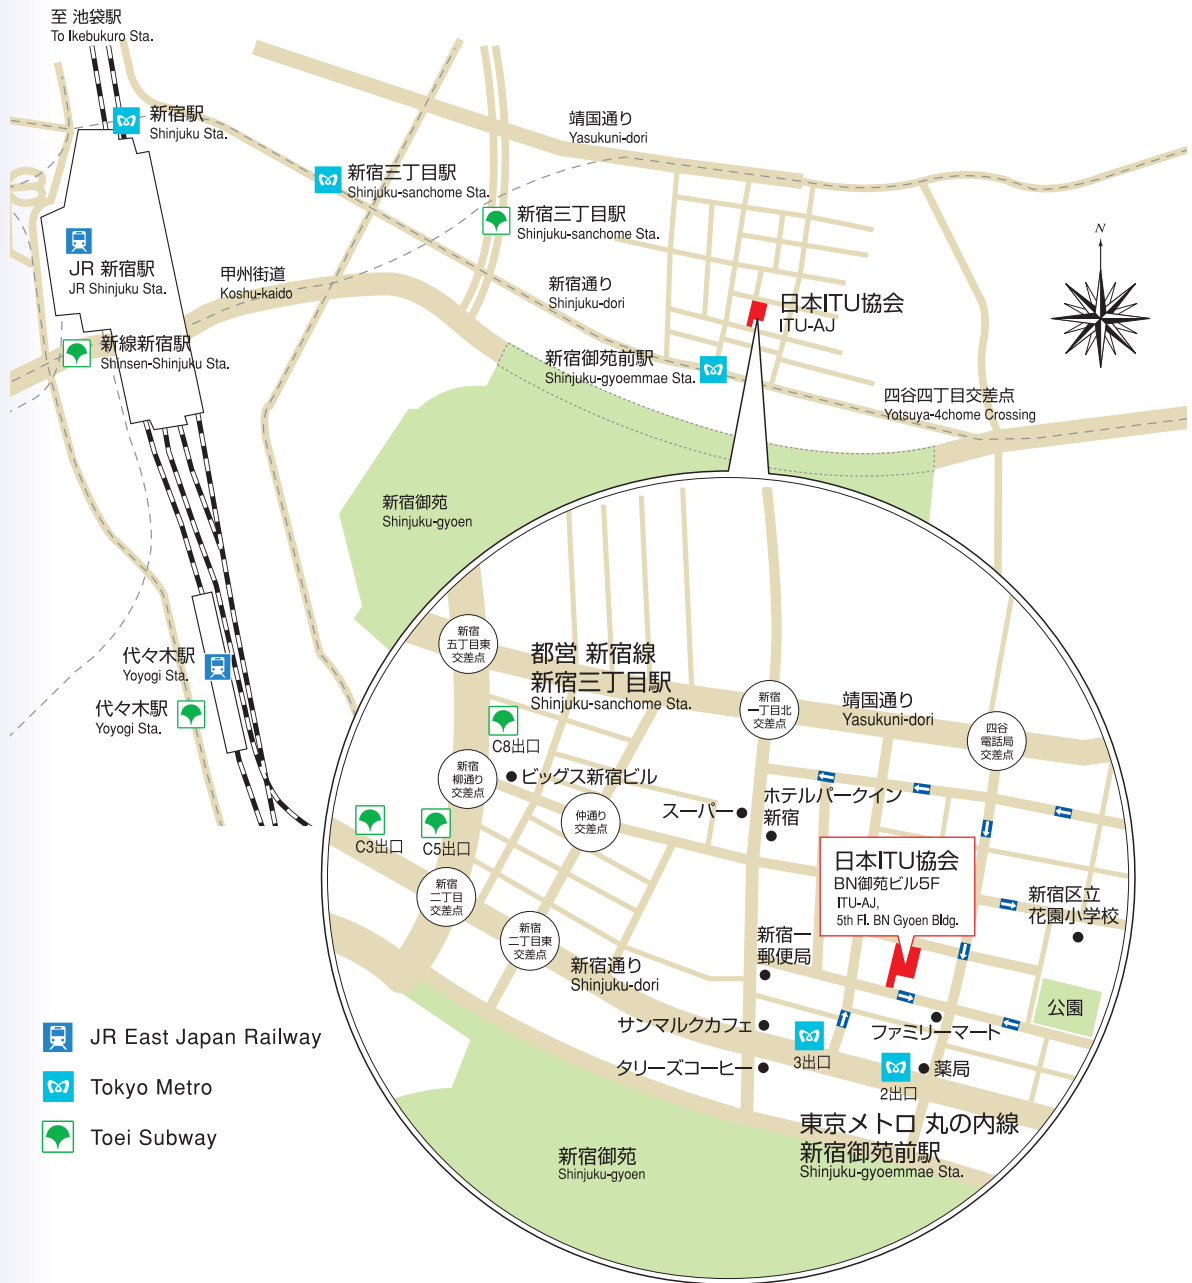 至 池袋駅
To Ikebukuro Sta.
新宿駅
Shinjuku Sta.
靖国通り
Yasukuni-dori
新宿三丁目駅
Shinjuku-sanchome Sta.
新宿三丁目駅
Shinjuku-sanchome Sta.
N
JR 新宿駅
JR Shinjuku Sta.
甲州街道
Koshu-kaido
新宿通り
Shinjuku-dori
日本ITU協会
ITU-AJ
新線新宿駅
Shinsen-Shinjuku Sta.
新宿御苑前駅
Shinjuku-gyoemmae Sta.
四谷四丁目交差点
Yotsuya-4chome Crossing
新宿御苑
Shinjuku-gyoen
代々木駅
Yoyogi Sta.
代々木駅
Yoyogi Sta.
新宿
五丁目東
交差点
都営 新宿線
新宿三丁目駅
Shinjuku-sanchome Sta.
新宿
一丁目北
交差点
靖国通り
Yasukuni-dori
四谷
電話局
交差点
C8出口
新宿
柳通り
交差点
ビッグス新宿ビル
仲通り
交差点
スーパー
ホテルパークイン
新宿
C3出口
C5出口
新宿
二丁目
交差点
日本ITU協会
BN御苑ビル5F
ITU-AJ,
5th Fl. BN Gyoen Bldg.
新宿区立
花園小学校
新宿
二丁目東
交差点
新宿一
郵便局
新宿通り
Shinjuku-dori
公園
サンマルクカフェ
ファミリーマート
3出口
タリーズコーヒー
薬局
2出口
東京メトロ 丸の内線
新宿御苑前駅
Shinjuku-gyoemmae Sta.
新宿御苑
Shinjuku-gyoen
JR East Japan Railway
Tokyo Metro
Toei Subway